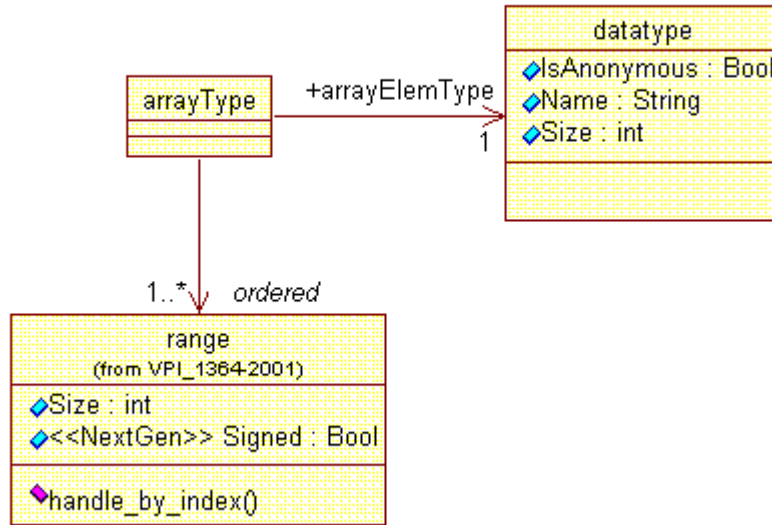 datatype
IsAnonymous : Bool
Name : String
Size : int
arrayType
+arrayElemType
1
1..*
ordered
range
(from VPI_1364-2001)
Size : int
<<NextGen>> Signed : Bool
handle_by_index()